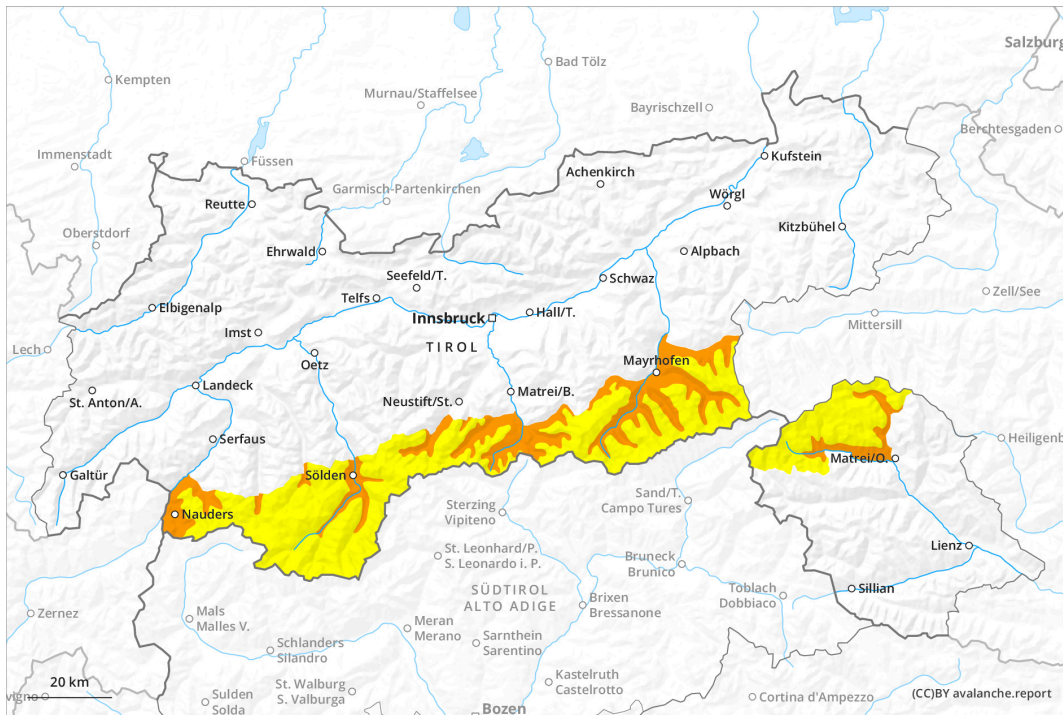 Salzburg
Kempten
Bad Tölz
Murnau/Staffelsee
Bayrischzell
Berchtesgaden
Immenstadt
Füssen
Kufstein
Achenkirch
Garmisch-Partenkirchen
Wörgl
Reutte
Oberstdorf
Kitzbühel
Ehrwald
Alpbach
Seefeld/T.
Schwaz
Zell/See
Telfs
Elbigenalp
Hall/T.
Innsbruck
Mittersill
Imst
TIROL
Lech
Mayrhofen
Oetz
Landeck
St. Anton/A.
Neustift/St.
Matrei/B.
Serfaus
Heiligenb
Matrei/O.
Galtür
Sölden
Sand/T.
Campo Tures
Sterzing
Vipiteno
Nauders
Lienz
St. Leonhard/P.
S. Leonardo i. P.
Bruneck
Brunico
SÜDTIROL
ALTO ADIGE
Toblach
Dobbiaco
Sillian
Brixen
Bressanone
Zernez
Mals
Malles V.
Meran
Merano
Schlanders
Silandro
Sarnthein
Sarentino
Kastelruth
Castelrotto
20 km
St. Walburg
S. Valburga
vigno
Sulden
Solda
Cortina d'Ampezzo
(CC)BY avalanche.report
Bozen